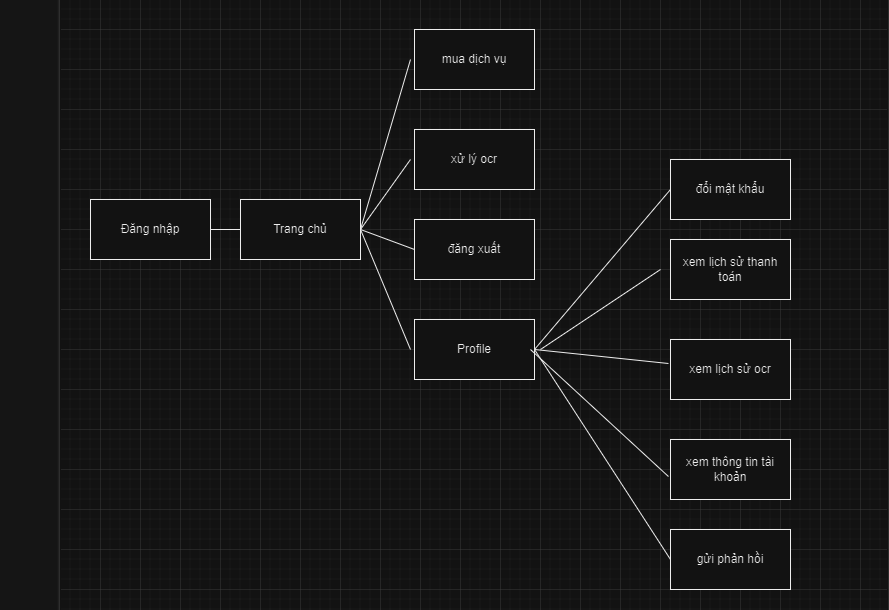 Đăng nhập
Trang chủ
mua dịch vụ
xử lý ocr
đăng xuất
Profile
đổi mật khẩu
xem lịch sử thanh
toán
xem lịch sử ocr
xem thông tin tài
khoản
gửi phản hồi